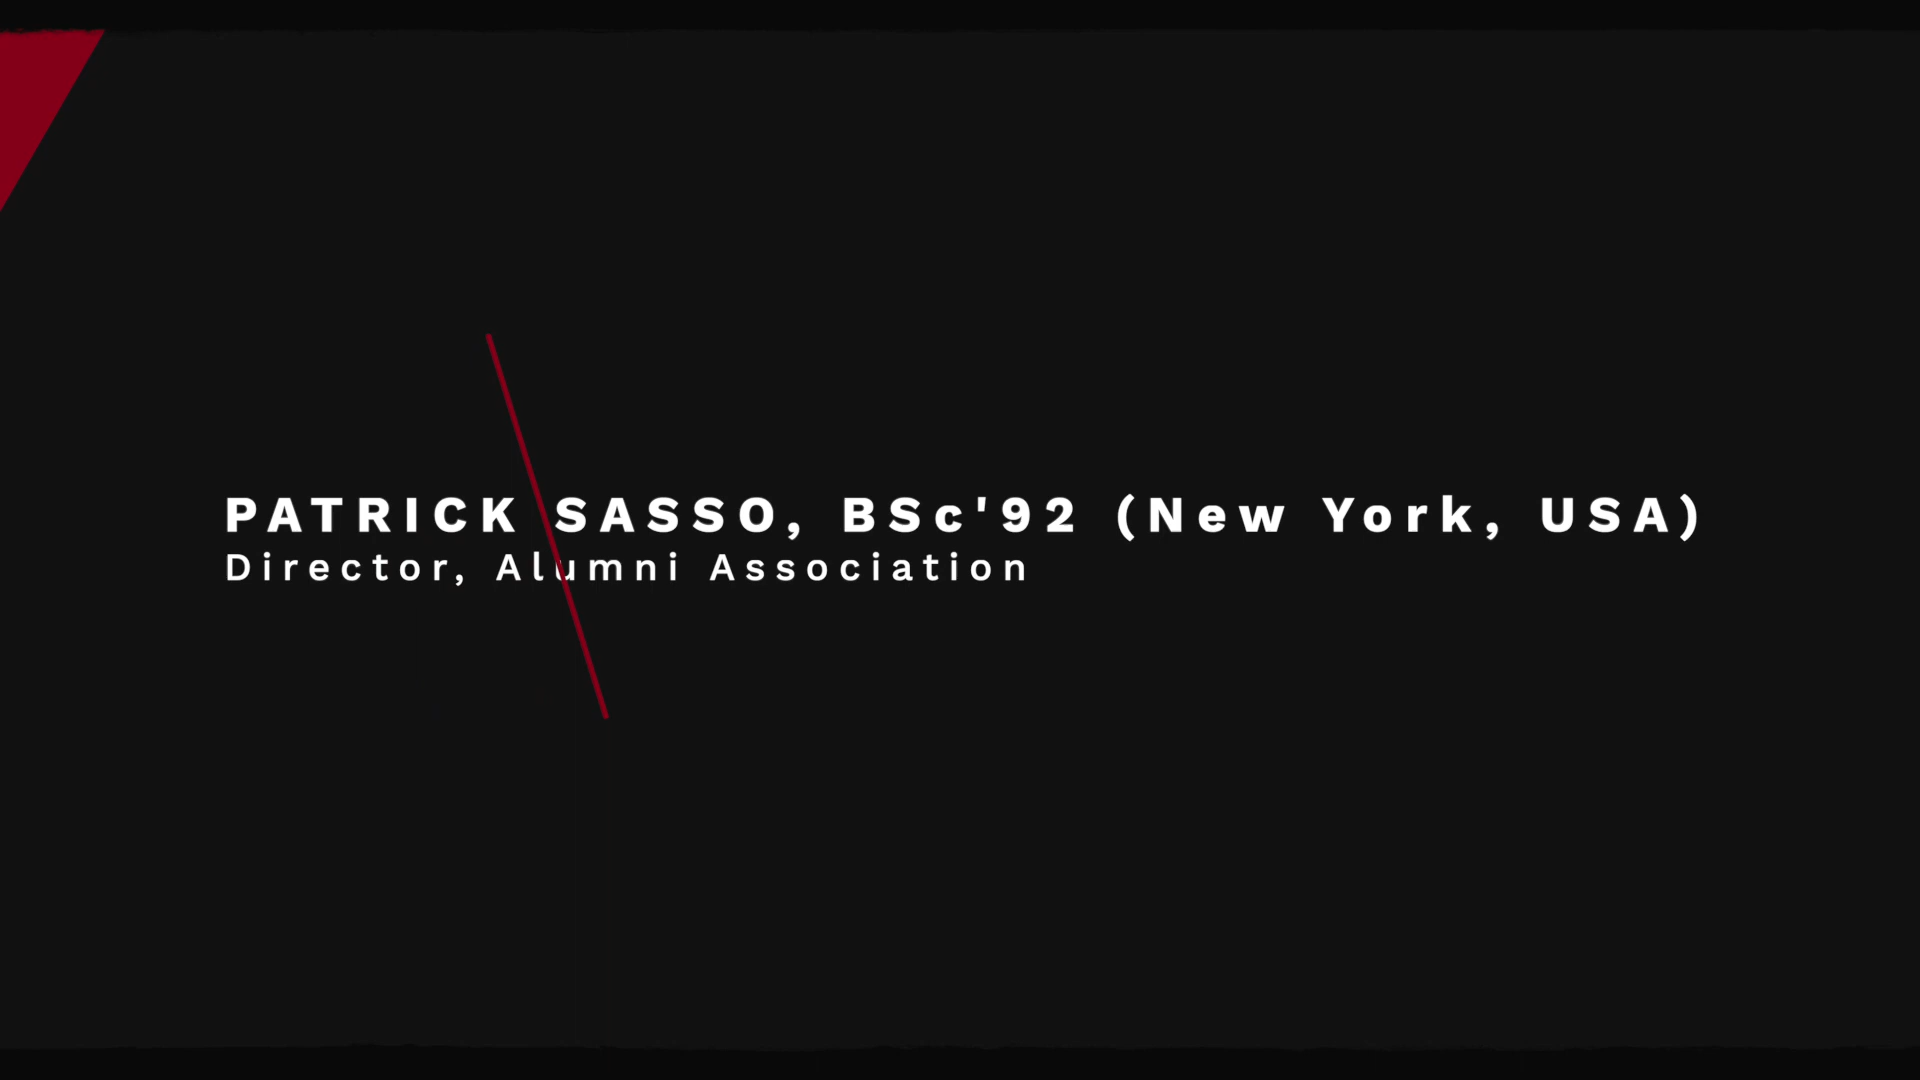 PATRICK SASSO, BSc'92 (New York, USA)
Director, Alumni Association